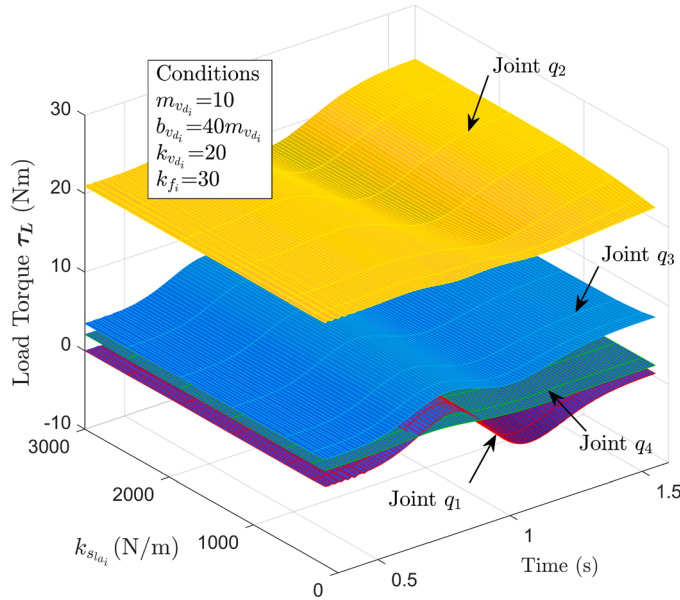 Conditions
m_{v_{d_i}}=10
b_{v_{d_i}}=40m_{v_{d_i}}
k_{v_{d_i}}=20
k_{f_i}=30
Joint q_2
Joint q_3
Joint q_4
Joint q_1
Load Torque τ_L (Nm)
30
20
10
0
-10
3000
2000
1000
0
k_{s_{l_{a_i}}}(N/m)
0.5
1
1.5
Time (s)